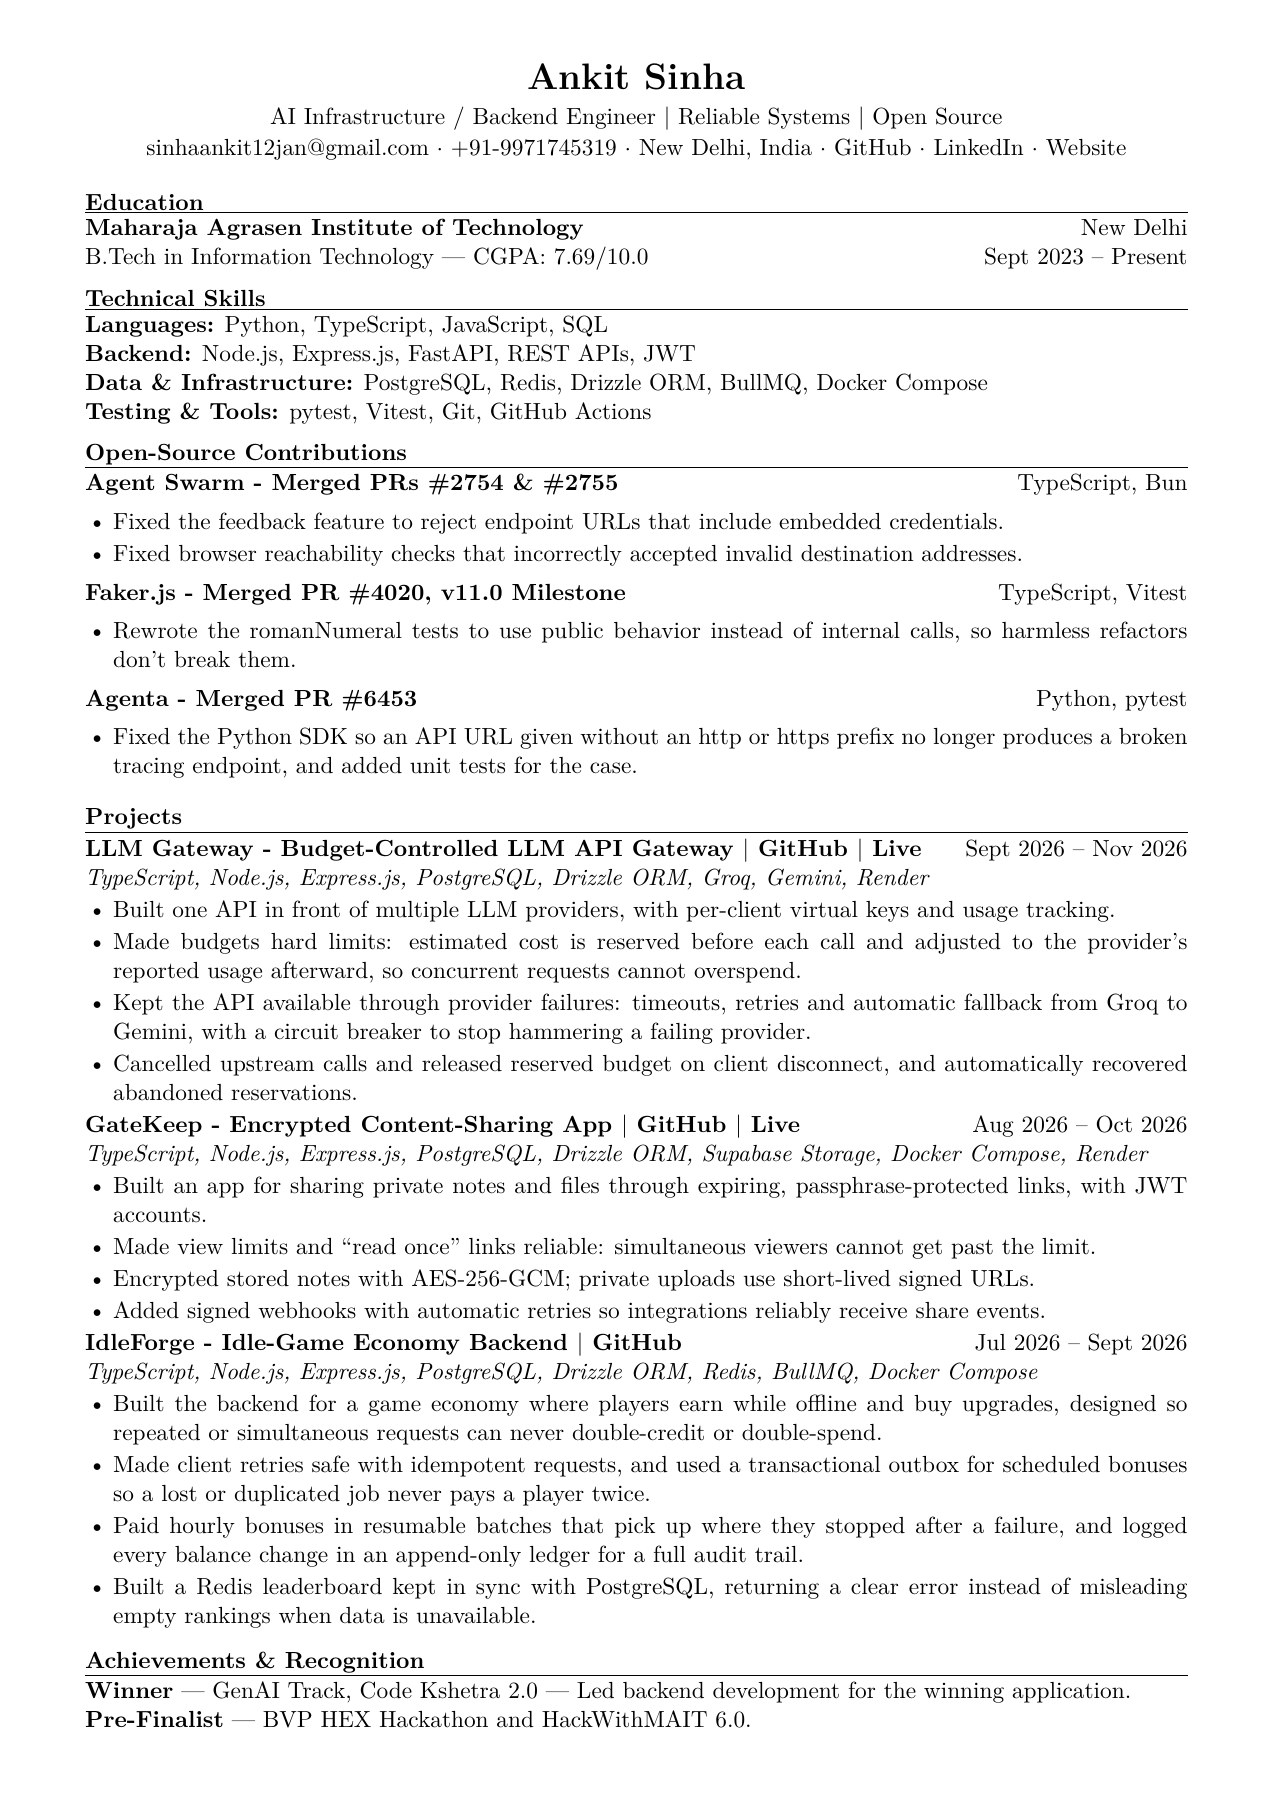 Ankit Sinha
AI Infrastructure / Backend Engineer | Reliable Systems | Open Source
sinhaankit12jan@gmail.com · +91-9971745319 · New Delhi, India · GitHub · LinkedIn · Website
Education
Maharaja Agrasen Institute of Technology New Delhi
B.Tech in Information Technology — CGPA: 7.69/10.0 Sept 2023 – Present
Technical Skills
Languages: Python, TypeScript, JavaScript, SQL
Backend: Node.js, Express.js, FastAPI, REST APIs, JWT
Data & Infrastructure: PostgreSQL, Redis, Drizzle ORM, BullMQ, Docker Compose
Testing & Tools: pytest, Vitest, Git, GitHub Actions
Open-Source Contributions
Agent Swarm - Merged PRs #2754 & #2755 TypeScript, Bun
• Fixed the feedback feature to reject endpoint URLs that include embedded credentials.
• Fixed browser reachability checks that incorrectly accepted invalid destination addresses.
Faker.js - Merged PR #4020, v11.0 Milestone TypeScript, Vitest
• Rewrote the romanNumeral tests to use public behavior instead of internal calls, so harmless refactors
don't break them.
Agenta - Merged PR #6453 Python, pytest
• Fixed the Python SDK so an API URL given without an http or https prefix no longer produces a broken
tracing endpoint, and added unit tests for the case.
Projects
LLM Gateway - Budget-Controlled LLM API Gateway | GitHub | Live Sept 2026 – Nov 2026
TypeScript, Node.js, Express.js, PostgreSQL, Drizzle ORM, Groq, Gemini, Render
• Built one API in front of multiple LLM providers, with per-client virtual keys and usage tracking.
• Made budgets hard limits: estimated cost is reserved before each call and adjusted to the provider's
reported usage afterward, so concurrent requests cannot overspend.
• Kept the API available through provider failures: timeouts, retries and automatic fallback from Groq to
Gemini, with a circuit breaker to stop hammering a failing provider.
• Cancelled upstream calls and released reserved budget on client disconnect, and automatically recovered
abandoned reservations.
GateKeep - Encrypted Content-Sharing App | GitHub | Live Aug 2026 – Oct 2026
TypeScript, Node.js, Express.js, PostgreSQL, Drizzle ORM, Supabase Storage, Docker Compose, Render
• Built an app for sharing private notes and files through expiring, passphrase-protected links, with JWT
accounts.
• Made view limits and “read once” links reliable: simultaneous viewers cannot get past the limit.
• Encrypted stored notes with AES-256-GCM; private uploads use short-lived signed URLs.
• Added signed webhooks with automatic retries so integrations reliably receive share events.
IdleForge - Idle-Game Economy Backend | GitHub Jul 2026 – Sept 2026
TypeScript, Node.js, Express.js, PostgreSQL, Drizzle ORM, Redis, BullMQ, Docker Compose
• Built the backend for a game economy where players earn while offline and buy upgrades, designed so
repeated or simultaneous requests can never double-credit or double-spend.
• Made client retries safe with idempotent requests, and used a transactional outbox for scheduled bonuses
so a lost or duplicated job never pays a player twice.
• Paid hourly bonuses in resumable batches that pick up where they stopped after a failure, and logged
every balance change in an append-only ledger for a full audit trail.
• Built a Redis leaderboard kept in sync with PostgreSQL, returning a clear error instead of misleading
empty rankings when data is unavailable.
Achievements & Recognition
Winner — GenAI Track, Code Kshetra 2.0 — Led backend development for the winning application.
Pre-Finalist — BVP HEX Hackathon and HackWithMAIT 6.0.